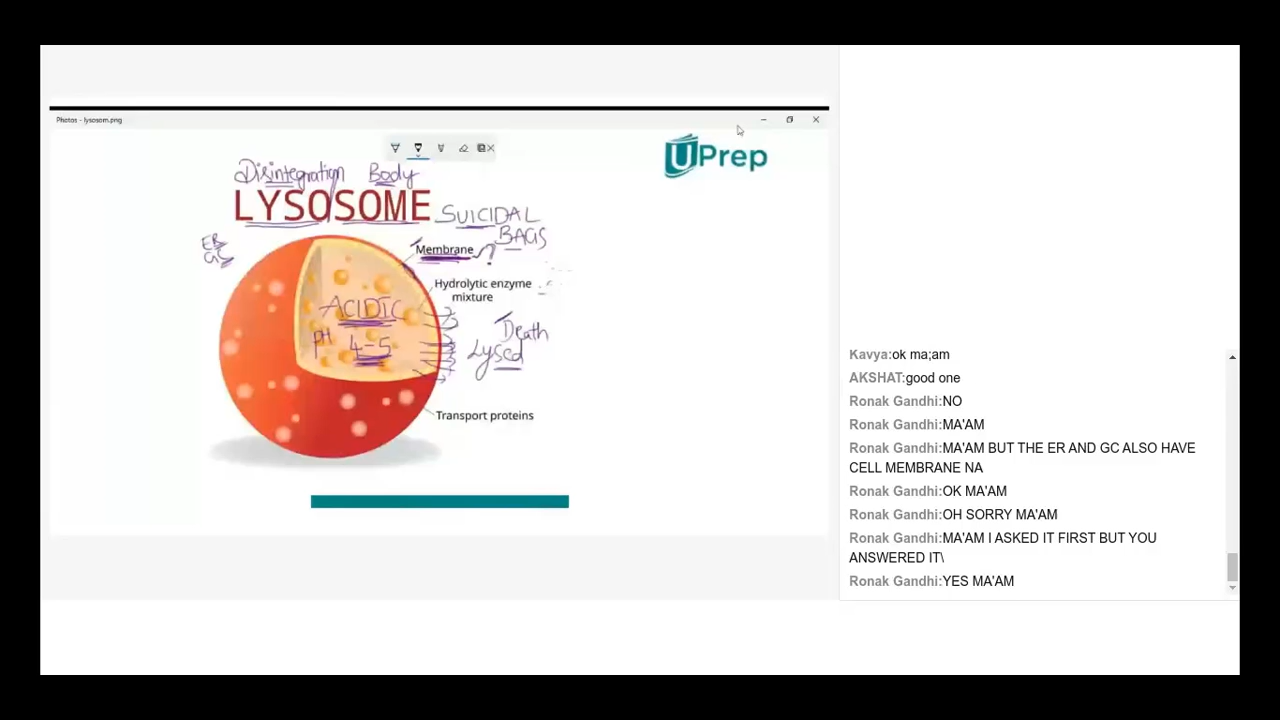 Photos - lysosom.png
UPrep
Disintegration Body
LYSOSOME
SUICIDAL
BAGS
ER
GC
Membrane ?
Hydrolytic enzyme
mixture
ACIDIC
pH 4-5
Death
Lysed
Transport proteins
Kavya:ok ma;am
AKSHAT:good one
Ronak Gandhi:NO
Ronak Gandhi:MA'AM
Ronak Gandhi:MA'AM BUT THE ER AND GC ALSO HAVE
CELL MEMBRANE NA
Ronak Gandhi:OK MA'AM
Ronak Gandhi:OH SORRY MA'AM
Ronak Gandhi:MA'AM I ASKED IT FIRST BUT YOU
ANSWERED IT\
Ronak Gandhi:YES MA'AM